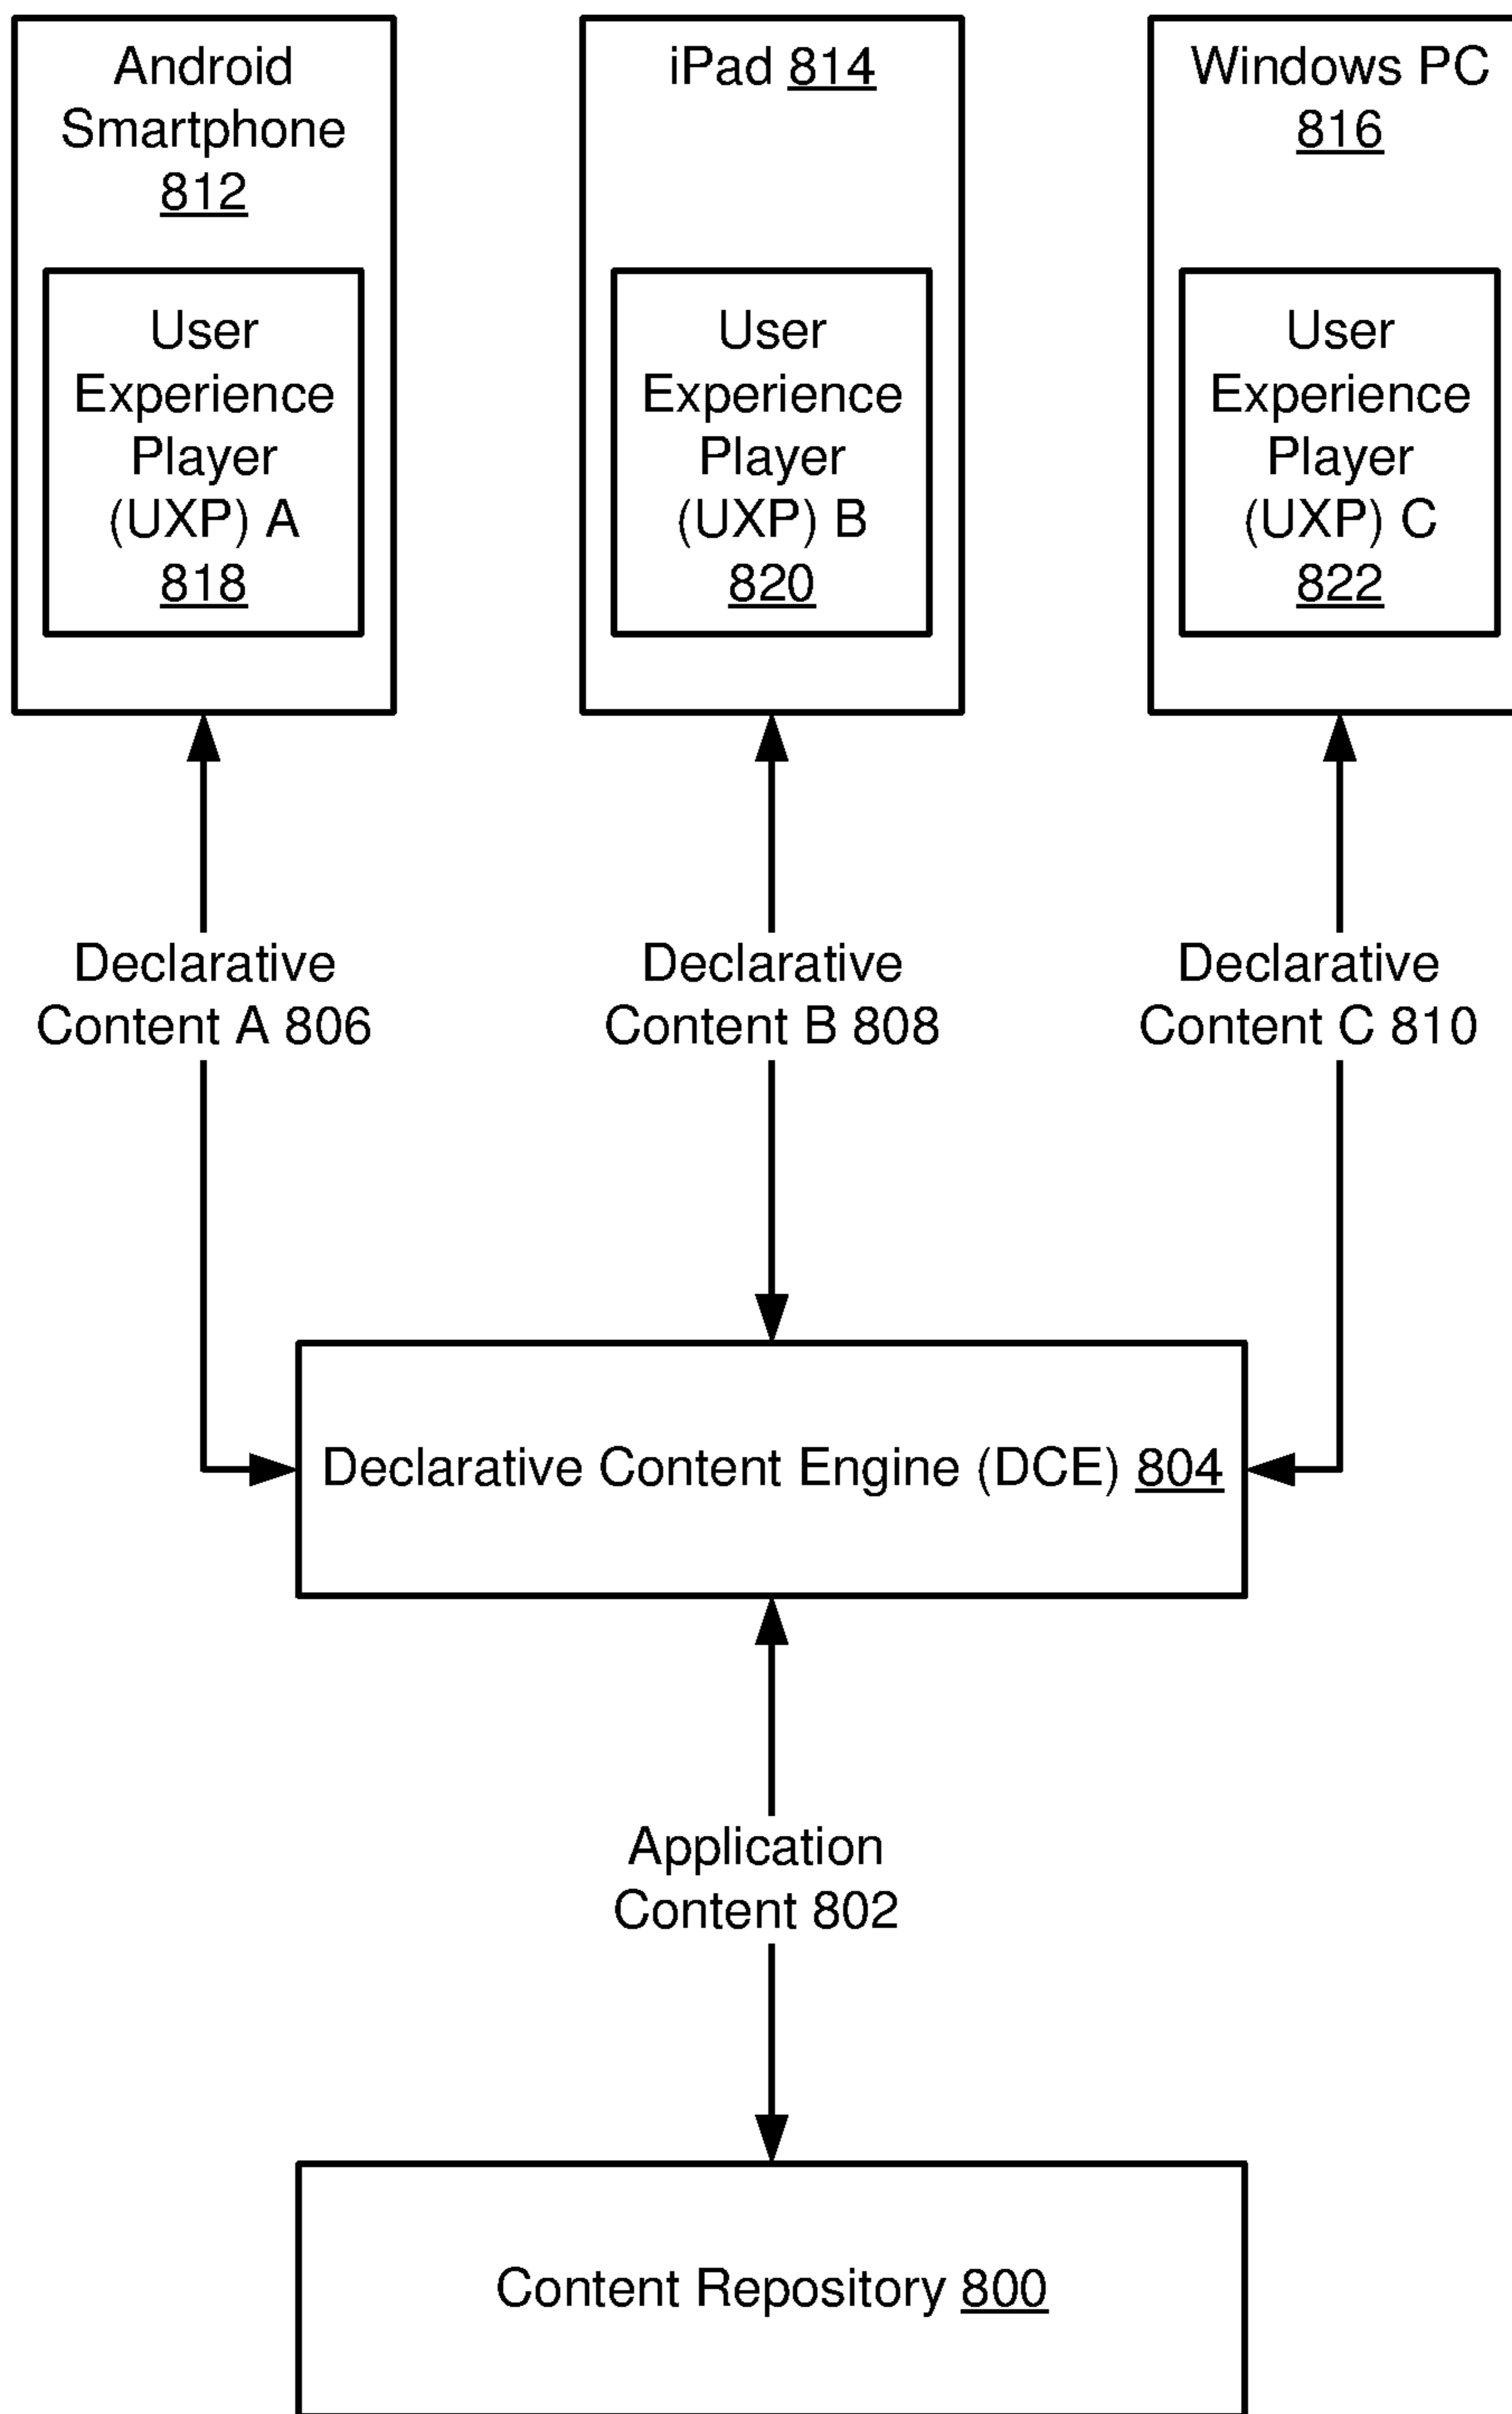 Android
Smartphone
812
User
Experience
Player
(UXP) A
818
iPad 814
User
Experience
Player
(UXP) B
820
Windows PC
816
User
Experience
Player
(UXP) C
822
Declarative
Content A 806
Declarative
Content B 808
Declarative
Content C 810
Declarative Content Engine (DCE) 804
Application
Content 802
Content Repository 800